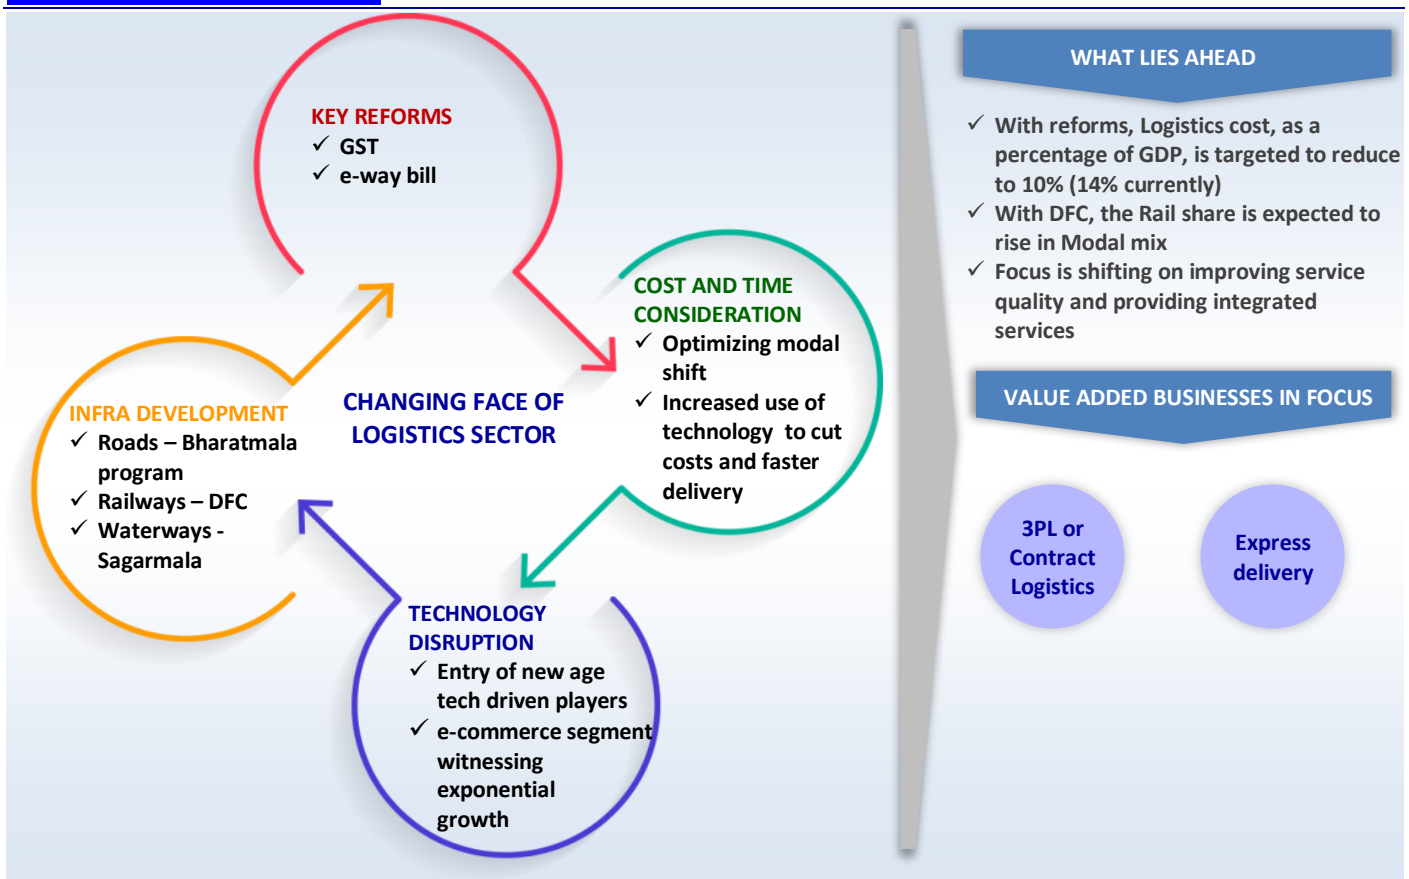 KEY REFORMS
✓ GST
✓ e-way bill
COST AND TIME
CONSIDERATION
✓ Optimizing modal
shift
✓ Increased use of
technology to cut
costs and faster
delivery
TECHNOLOGY
DISRUPTION
✓ Entry of new age
tech driven players
✓ e-commerce segment
witnessing
exponential
growth
INFRA DEVELOPMENT
✓ Roads – Bharatmala
program
✓ Railways – DFC
✓ Waterways -
Sagarmala
CHANGING FACE OF
LOGISTICS SECTOR
WHAT LIES AHEAD
✓ With reforms, Logistics cost, as a
percentage of GDP, is targeted to reduce
to 10% (14% currently)
✓ With DFC, the Rail share is expected to
rise in Modal mix
✓ Focus is shifting on improving service
quality and providing integrated
services
VALUE ADDED BUSINESSES IN FOCUS
3PL or
Contract
Logistics
Express
delivery